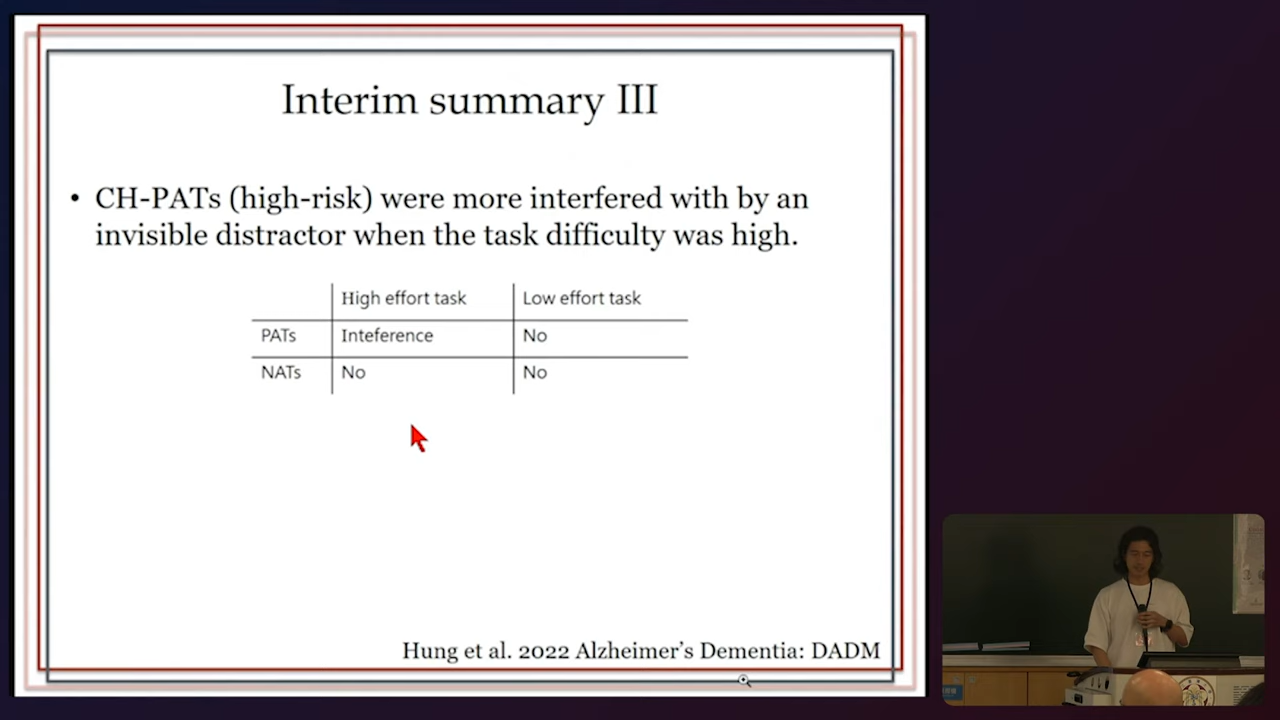 Interim summary III
• CH-PATs (high-risk) were more interfered with by an
invisible distractor when the task difficulty was high.
High effort task Low effort task
PATs Inteference No
NATs No No
Hung et al. 2022 Alzheimer's Dementia: DADM